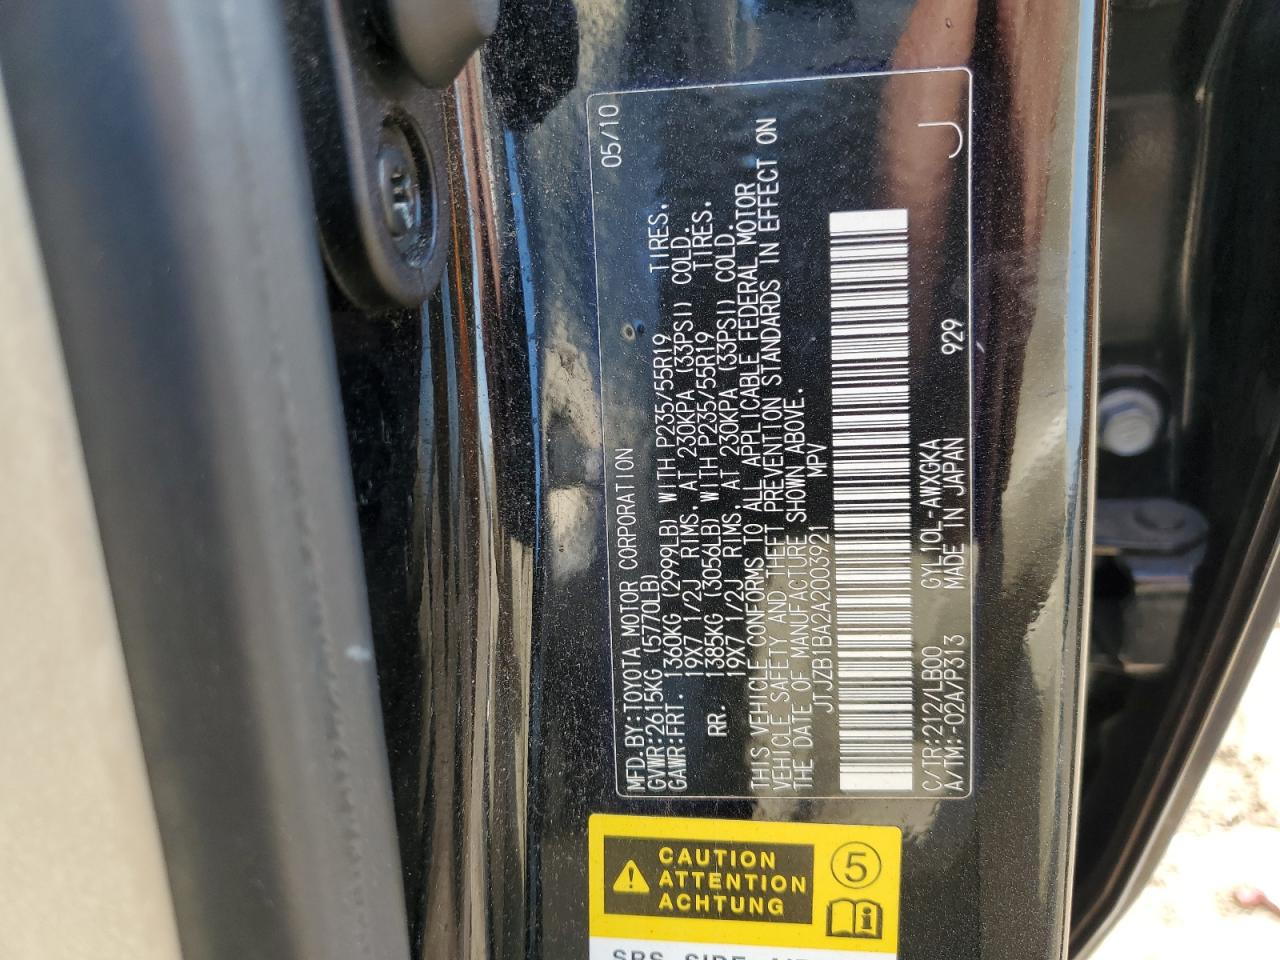 MFD. BY: TOYOTA MOTOR CORPORATION 05/10
GVWR: 2615KG (5770LB)
GAWR: FRT. 1360KG (2999LB) WITH P235/55R19 TIRES,
19X7 1/2J RIMS, AT 230KPA (33PSI) COLD.
RR. 1385KG (3056LB) WITH P235/55R19 TIRES,
19X7 1/2J RIMS, AT 230KPA (33PSI) COLD.
THIS VEHICLE CONFORMS TO ALL APPLICABLE FEDERAL MOTOR
VEHICLE SAFETY AND THEFT PREVENTION STANDARDS IN EFFECT ON
THE DATE OF MANUFACTURE SHOWN ABOVE.
JTJZB1BA2A2003921 MPV
C/TR: 212/LB00 GYL10L-AWXGKA
A/TM: -02A/P313 MADE IN JAPAN 929 J
CAUTION
ATTENTION
ACHTUNG
5
i
SRS SIDE